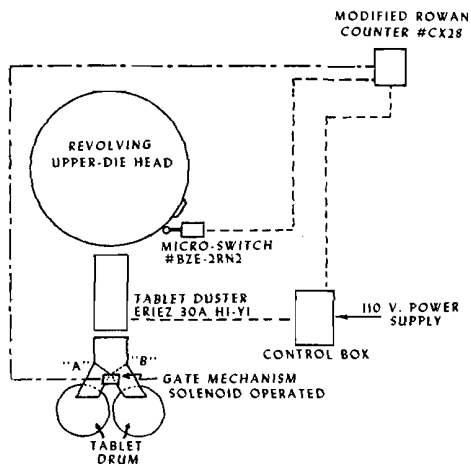 MODIFIED ROWAN
COUNTER #CX28
REVOLVING
UPPER-DIE HEAD
MICRO-SWITCH
#BZE-2RN2
TABLET DUSTER
ERIEZ 30A HI-YI
110 V. POWER
SUPPLY
CONTROL BOX
"A"
"B"
GATE MECHANISM
SOLENOID OPERATED
TABLET
DRUM